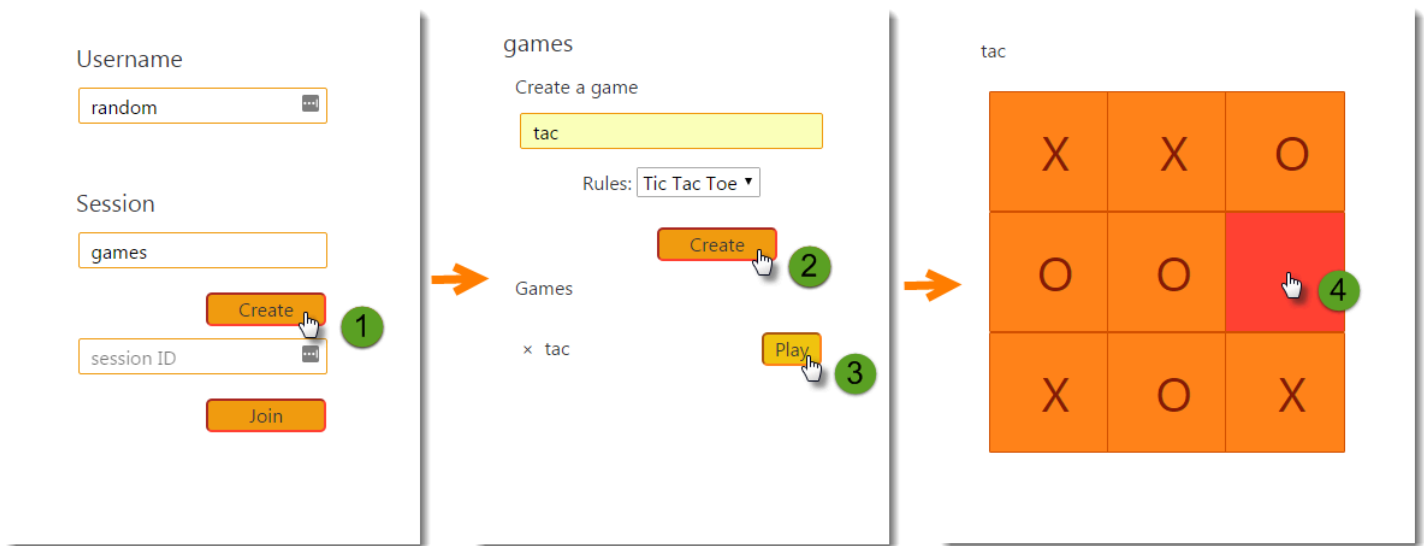 Username
random
Session
games
Create
1
session ID
Join
games
Create a game
tac
Rules: Tic Tac Toe
Create
2
Games
× tac
Play
3
tac
X X O
O O
4
X O X